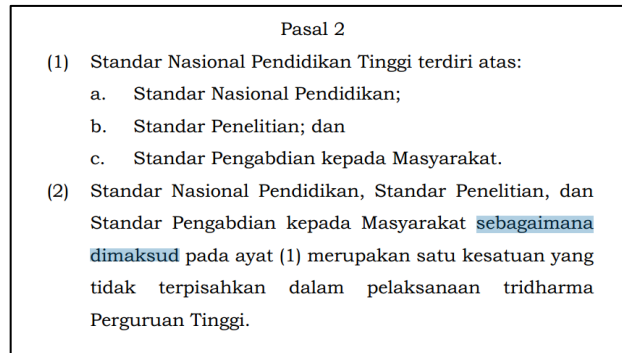 Pasal 2
(1) Standar Nasional Pendidikan Tinggi terdiri atas:
a. Standar Nasional Pendidikan;
b. Standar Penelitian; dan
c. Standar Pengabdian kepada Masyarakat.
(2) Standar Nasional Pendidikan, Standar Penelitian, dan
Standar Pengabdian kepada Masyarakat sebagaimana
dimaksud pada ayat (1) merupakan satu kesatuan yang
tidak terpisahkan dalam pelaksanaan tridharma
Perguruan Tinggi.